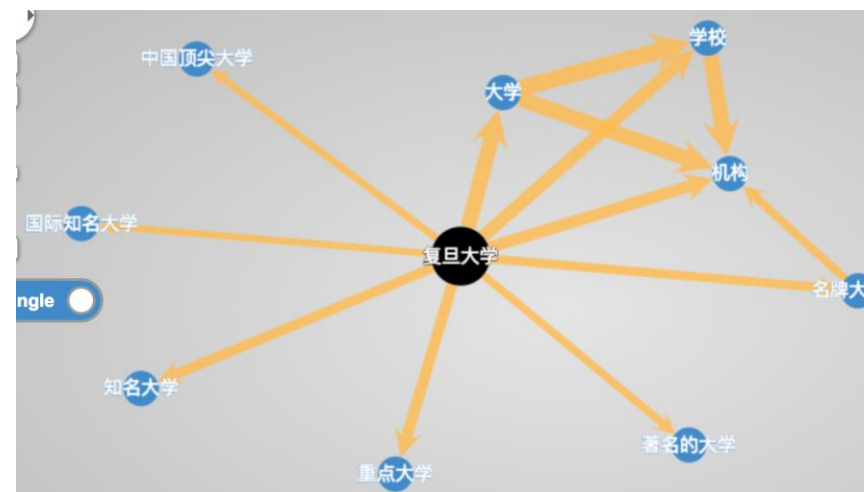 学校
中国顶尖大学
大学
机构
国际知名大学
复旦大学
名牌大
ngle
知名大学
著名的大学
重点大学